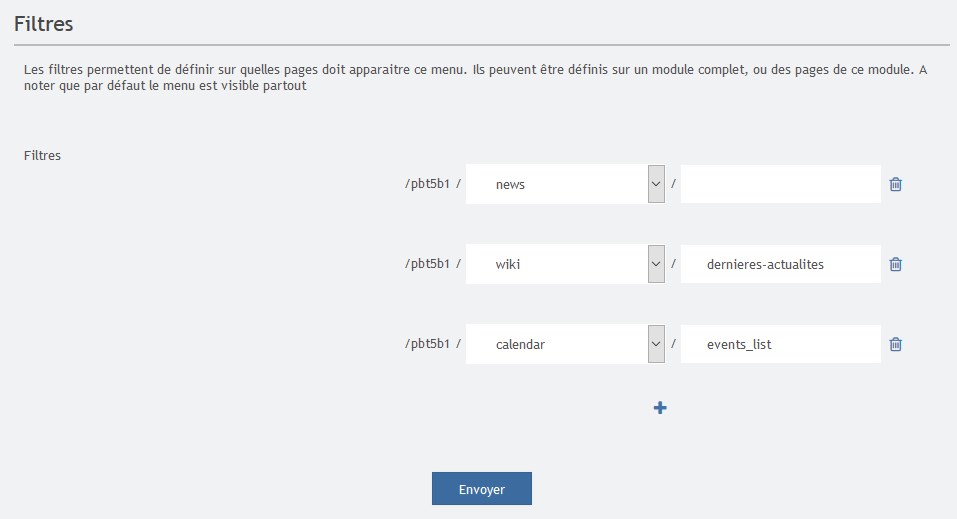 Filtres
Les filtres permettent de définir sur quelles pages doit apparaitre ce menu. Ils peuvent être définis sur un module complet, ou des pages de ce module. A
noter que par défaut le menu est visible partout
Filtres
/pbt5b1 / news /
/pbt5b1 / wiki / dernieres-actualites
/pbt5b1 / calendar / events_list
Envoyer